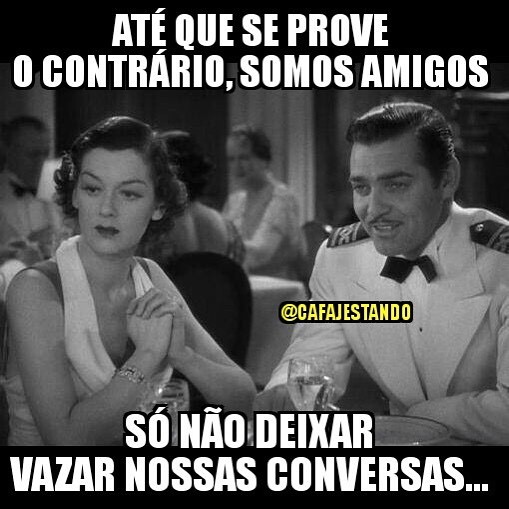 ATÉ QUE SE PROVE
O CONTRÁRIO, SOMOS AMIGOS
@CAFAJESTANDO
SÓ NÃO DEIXAR
VAZAR NOSSAS CONVERSAS...